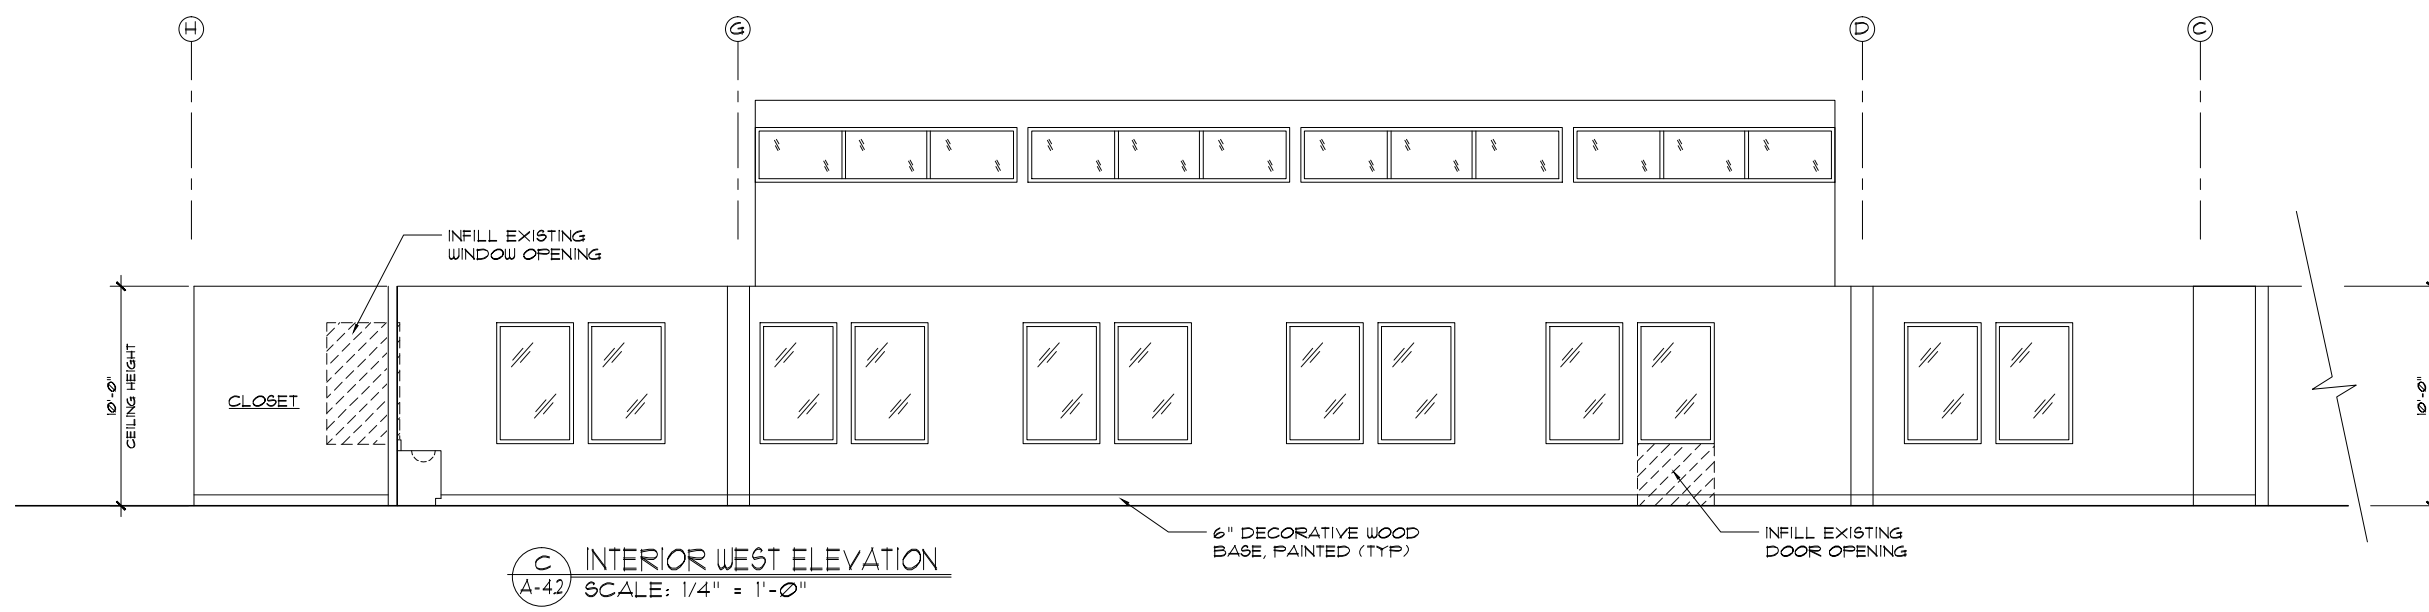 H
G
D
C
INFILL EXISTING
WINDOW OPENING
10'-0"
CEILING HEIGHT
CLOSET
10'-0"
6" DECORATIVE WOOD
BASE, PAINTED (TYP)
INFILL EXISTING
DOOR OPENING
C
A-4.2
INTERIOR WEST ELEVATION
SCALE: 1/4" = 1'-0"